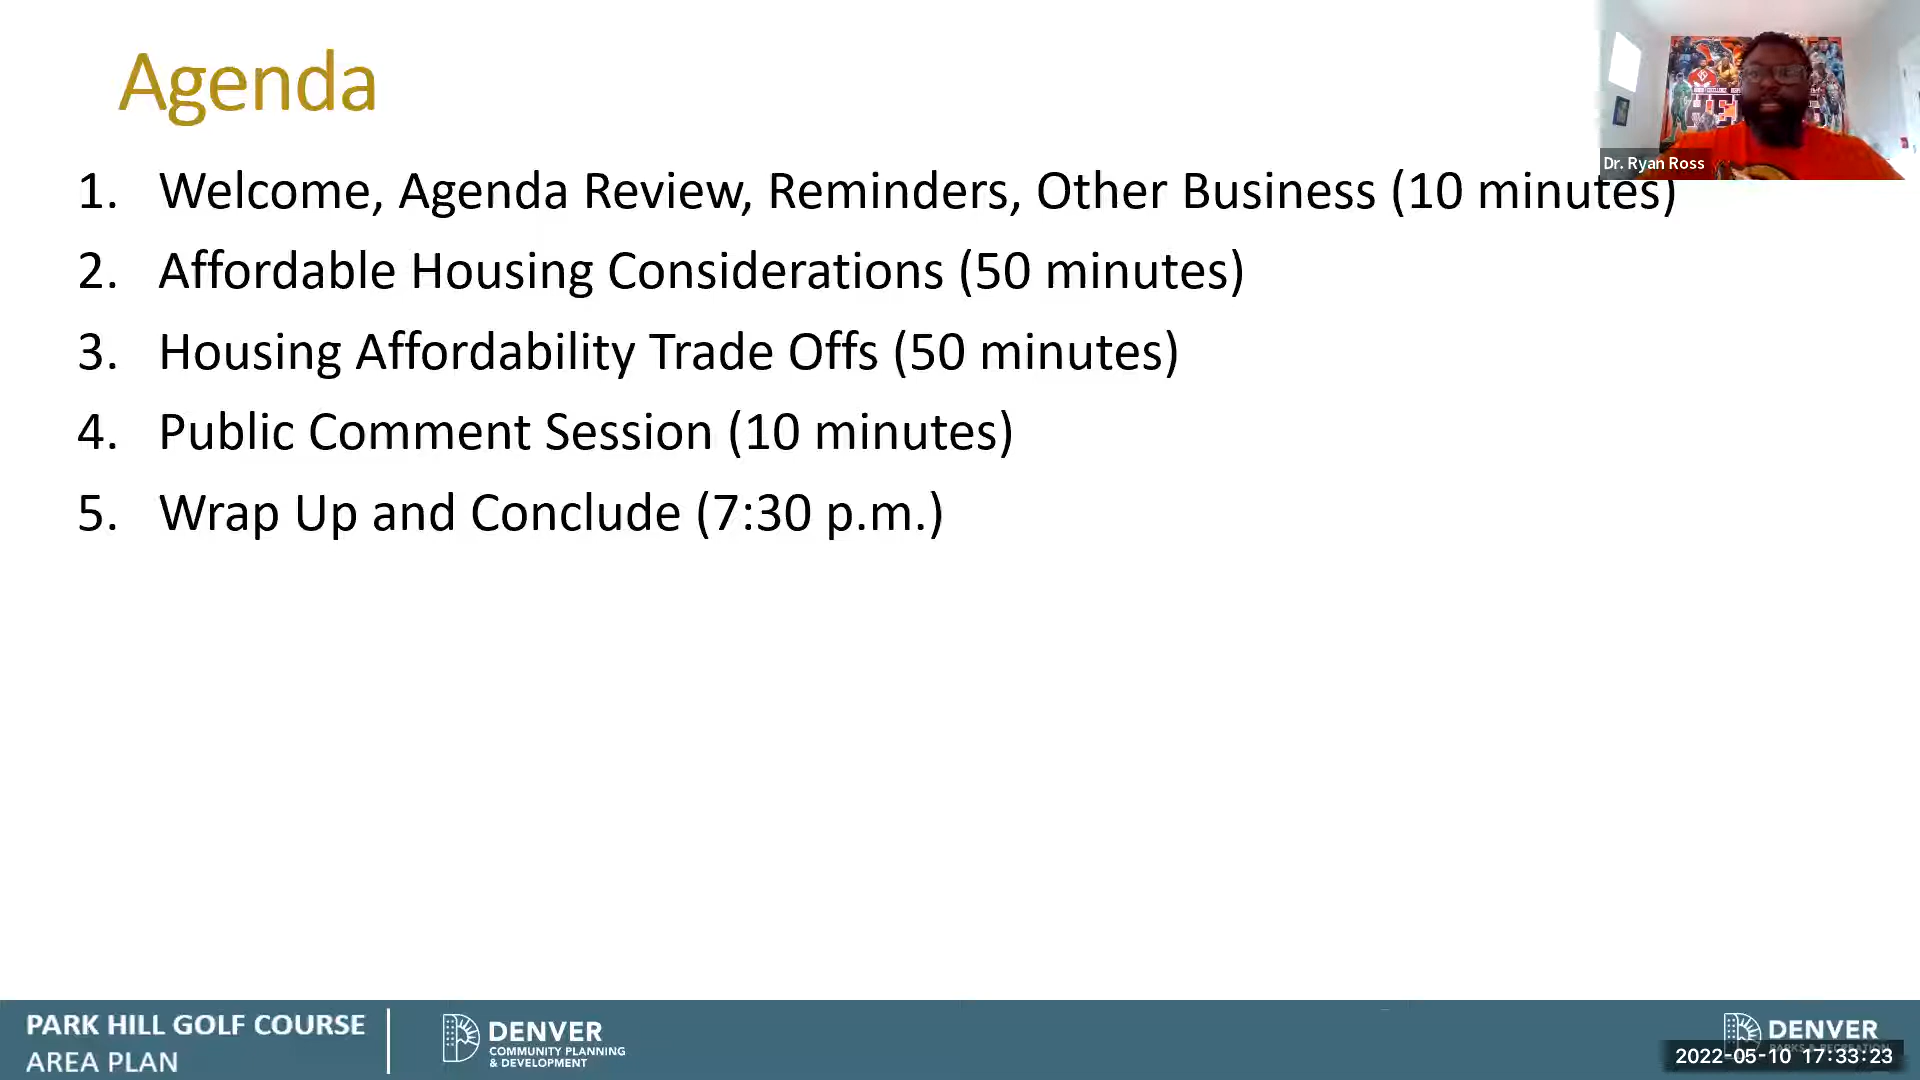 Agenda
Dr. Ryan Ross
1. Welcome, Agenda Review, Reminders, Other Business (10 minutes)
2. Affordable Housing Considerations (50 minutes)
3. Housing Affordability Trade Offs (50 minutes)
4. Public Comment Session (10 minutes)
5. Wrap Up and Conclude (7:30 p.m.)
PARK HILL GOLF COURSE
AREA PLAN
DENVER
COMMUNITY PLANNING
& DEVELOPMENT
DENVER
PARKS & RECREATION
2022-05-10 17:33:23